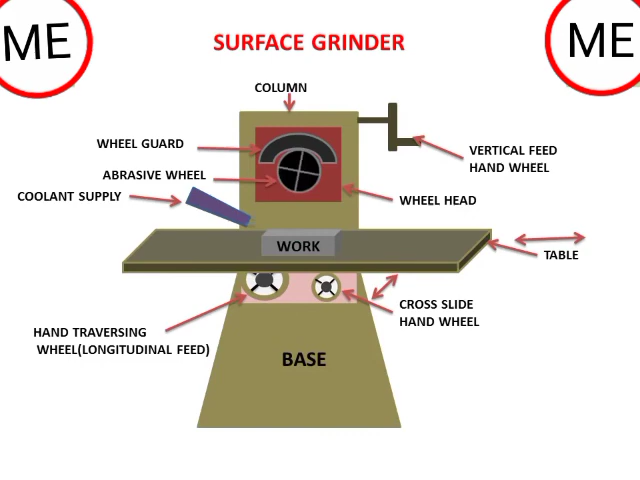 ME
SURFACE GRINDER
ME
COLUMN
WHEEL GUARD
VERTICAL FEED
HAND WHEEL
ABRASIVE WHEEL
COOLANT SUPPLY
WHEEL HEAD
WORK
TABLE
CROSS SLIDE
HAND WHEEL
HAND TRAVERSING
WHEEL(LONGITUDINAL FEED)
BASE